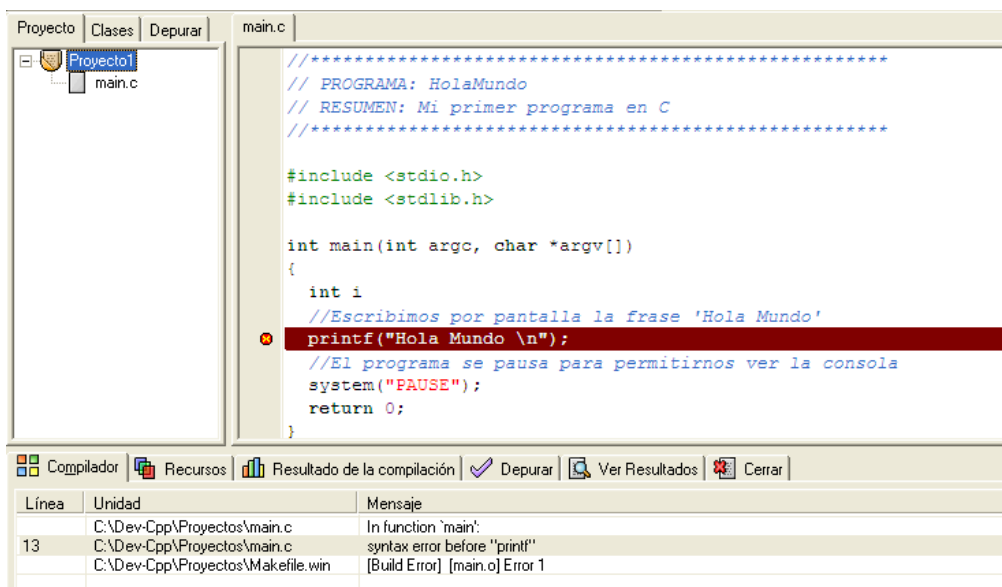 Proyecto Clases Depurar main.c
Proyecto1
main.c
//*****************************************************
// PROGRAMA: HolaMundo
// RESUMEN: Mi primer programa en C
//*****************************************************
#include <stdio.h>
#include <stdlib.h>
int main(int argc, char *argv[])
{
int i
//Escribimos por pantalla la frase 'Hola Mundo'
printf("Hola Mundo \n");
//El programa se pausa para permitirnos ver la consola
system("PAUSE");
return 0;
}
Compilador Recursos Resultado de la compilación Depurar Ver Resultados Cerrar
Línea Unidad Mensaje
C:\Dev-Cpp\Proyectos\main.c In function `main':
13 C:\Dev-Cpp\Proyectos\main.c syntax error before "printf"
C:\Dev-Cpp\Proyectos\Makefile.win [Build Error] [main.o] Error 1